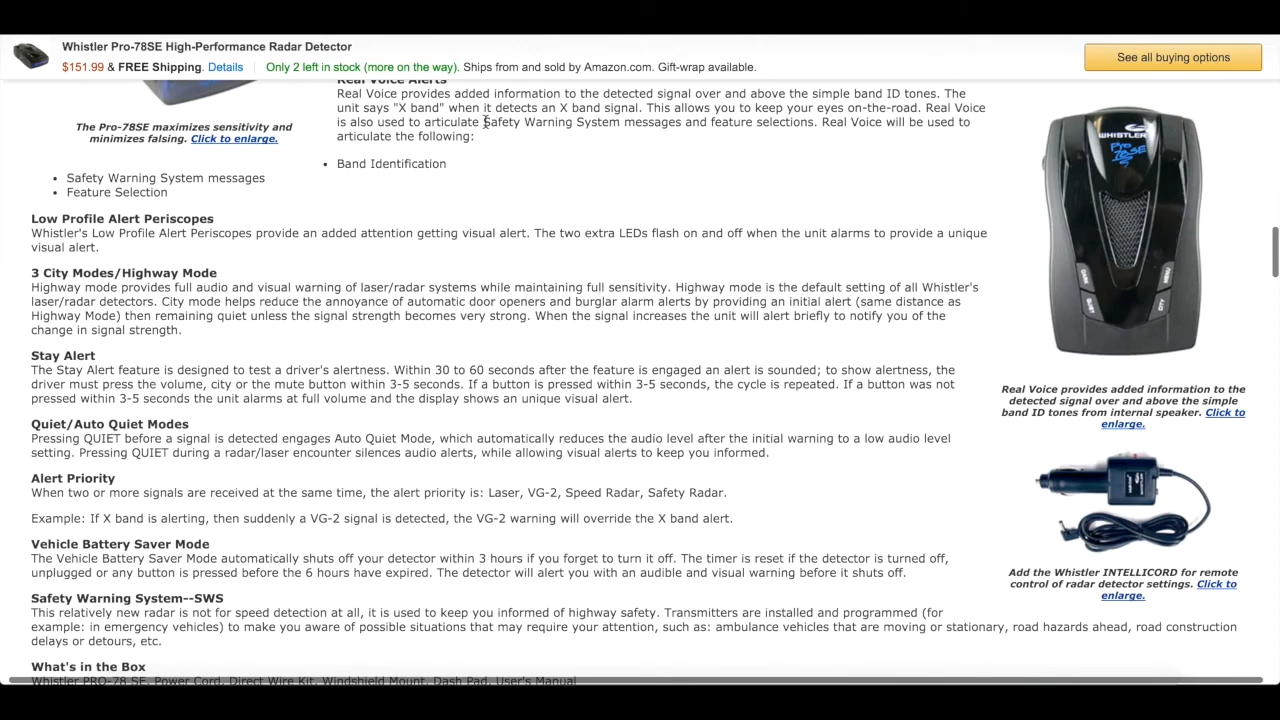 Whistler Pro-78SE High-Performance Radar Detector
$151.99 & FREE Shipping. Details
Only 2 left in stock (more on the way). Ships from and sold by Amazon.com. Gift-wrap available.
See all buying options
Real Voice Alerts
Real Voice provides added information to the detected signal over and above the simple band ID tones. The
unit says "X band" when it detects an X band signal. This allows you to keep your eyes on-the-road. Real Voice
is also used to articulate Safety Warning System messages and feature selections. Real Voice will be used to
articulate the following:
The Pro-78SE maximizes sensitivity and
minimizes falsing. Click to enlarge.
• Band Identification
• Safety Warning System messages
• Feature Selection
Low Profile Alert Periscopes
Whistler's Low Profile Alert Periscopes provide an added attention getting visual alert. The two extra LEDs flash on and off when the unit alarms to provide a unique
visual alert.
3 City Modes/Highway Mode
Highway mode provides full audio and visual warning of laser/radar systems while maintaining full sensitivity. Highway mode is the default setting of all Whistler's
laser/radar detectors. City mode helps reduce the annoyance of automatic door openers and burglar alarm alerts by providing an initial alert (same distance as
Highway Mode) then remaining quiet unless the signal strength becomes very strong. When the signal increases the unit will alert briefly to notify you of the
change in signal strength.
Stay Alert
The Stay Alert feature is designed to test a driver's alertness. Within 30 to 60 seconds after the feature is engaged an alert is sounded; to show alertness, the
driver must press the volume, city or the mute button within 3-5 seconds. If a button is pressed within 3-5 seconds, the cycle is repeated. If a button was not
pressed within 3-5 seconds the unit alarms at full volume and the display shows an unique visual alert.
Quiet/Auto Quiet Modes
Pressing QUIET before a signal is detected engages Auto Quiet Mode, which automatically reduces the audio level after the initial warning to a low audio level
setting. Pressing QUIET during a radar/laser encounter silences audio alerts, while allowing visual alerts to keep you informed.
Alert Priority
When two or more signals are received at the same time, the alert priority is: Laser, VG-2, Speed Radar, Safety Radar.
Example: If X band is alerting, then suddenly a VG-2 signal is detected, the VG-2 warning will override the X band alert.
Vehicle Battery Saver Mode
The Vehicle Battery Saver Mode automatically shuts off your detector within 3 hours if you forget to turn it off. The timer is reset if the detector is turned off,
unplugged or any button is pressed before the 6 hours have expired. The detector will alert you with an audible and visual warning before it shuts off.
Safety Warning System--SWS
This relatively new radar is not for speed detection at all, it is used to keep you informed of highway safety. Transmitters are installed and programmed (for
example: in emergency vehicles) to make you aware of possible situations that may require your attention, such as: ambulance vehicles that are moving or stationary, road hazards ahead, road construction
delays or detours, etc.
What's in the Box
Whistler PRO-78 SE, Power Cord, Direct Wire Kit, Windshield Mount, Dash Pad, User's Manual
WHISTLER
Pro
78SE
DARK
MENU
QUIET
CITY
Real Voice provides added information to the
detected signal over and above the simple
band ID tones from internal speaker. Click to
enlarge.
Add the Whistler INTELLICORD for remote
control of radar detector settings. Click to
enlarge.